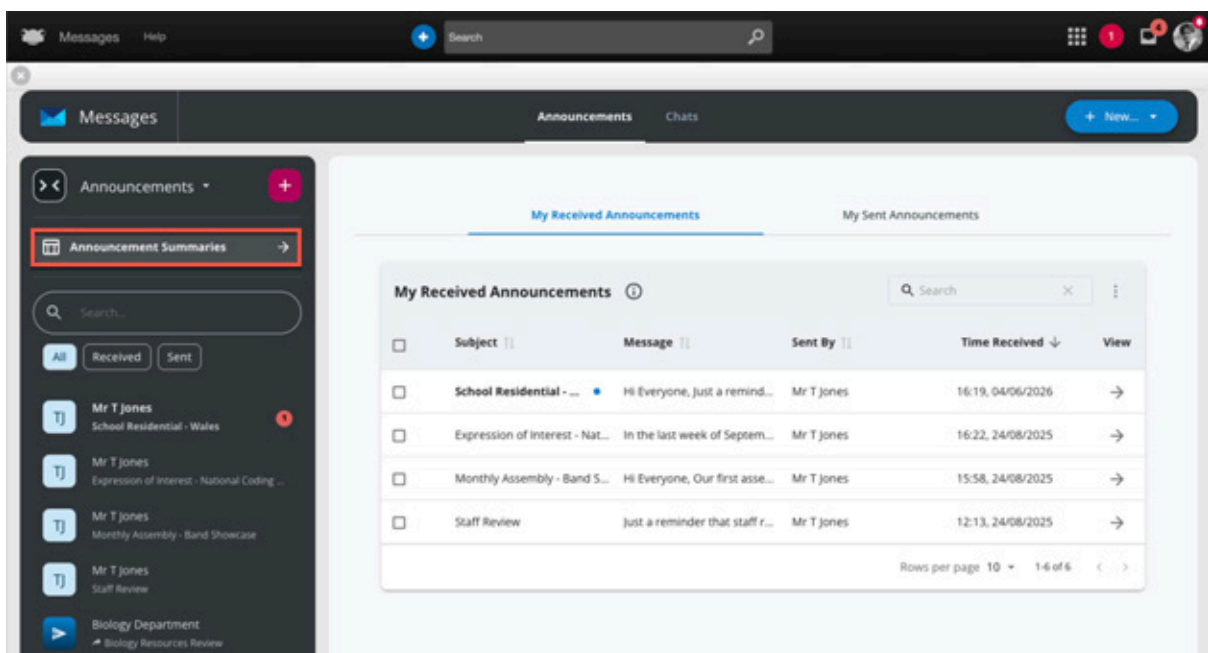 Messages Help Search 1 4
Messages Announcements Chats + New...
Announcements
Announcement Summaries
Search...
All Received Sent
Mr T Jones
School Residential - Wales
1
Mr T Jones
Expression of Interest - National Coding ...
Mr T Jones
Monthly Assembly - Band Showcase
Mr T Jones
Staff Review
Biology Department
Biology Resources Review
My Received Announcements My Sent Announcements
My Received Announcements Search
Subject Message Sent By Time Received View
School Residential - ... Hi Everyone, Just a remind... Mr T Jones 16:19, 04/06/2026
Expression of Interest - Nat... In the last week of Septem... Mr T Jones 16:22, 24/08/2025
Monthly Assembly - Band S... Hi Everyone, Our first asse... Mr T Jones 15:58, 24/08/2025
Staff Review Just a reminder that staff r... Mr T Jones 12:13, 24/08/2025
Rows per page 10 1-6 of 6